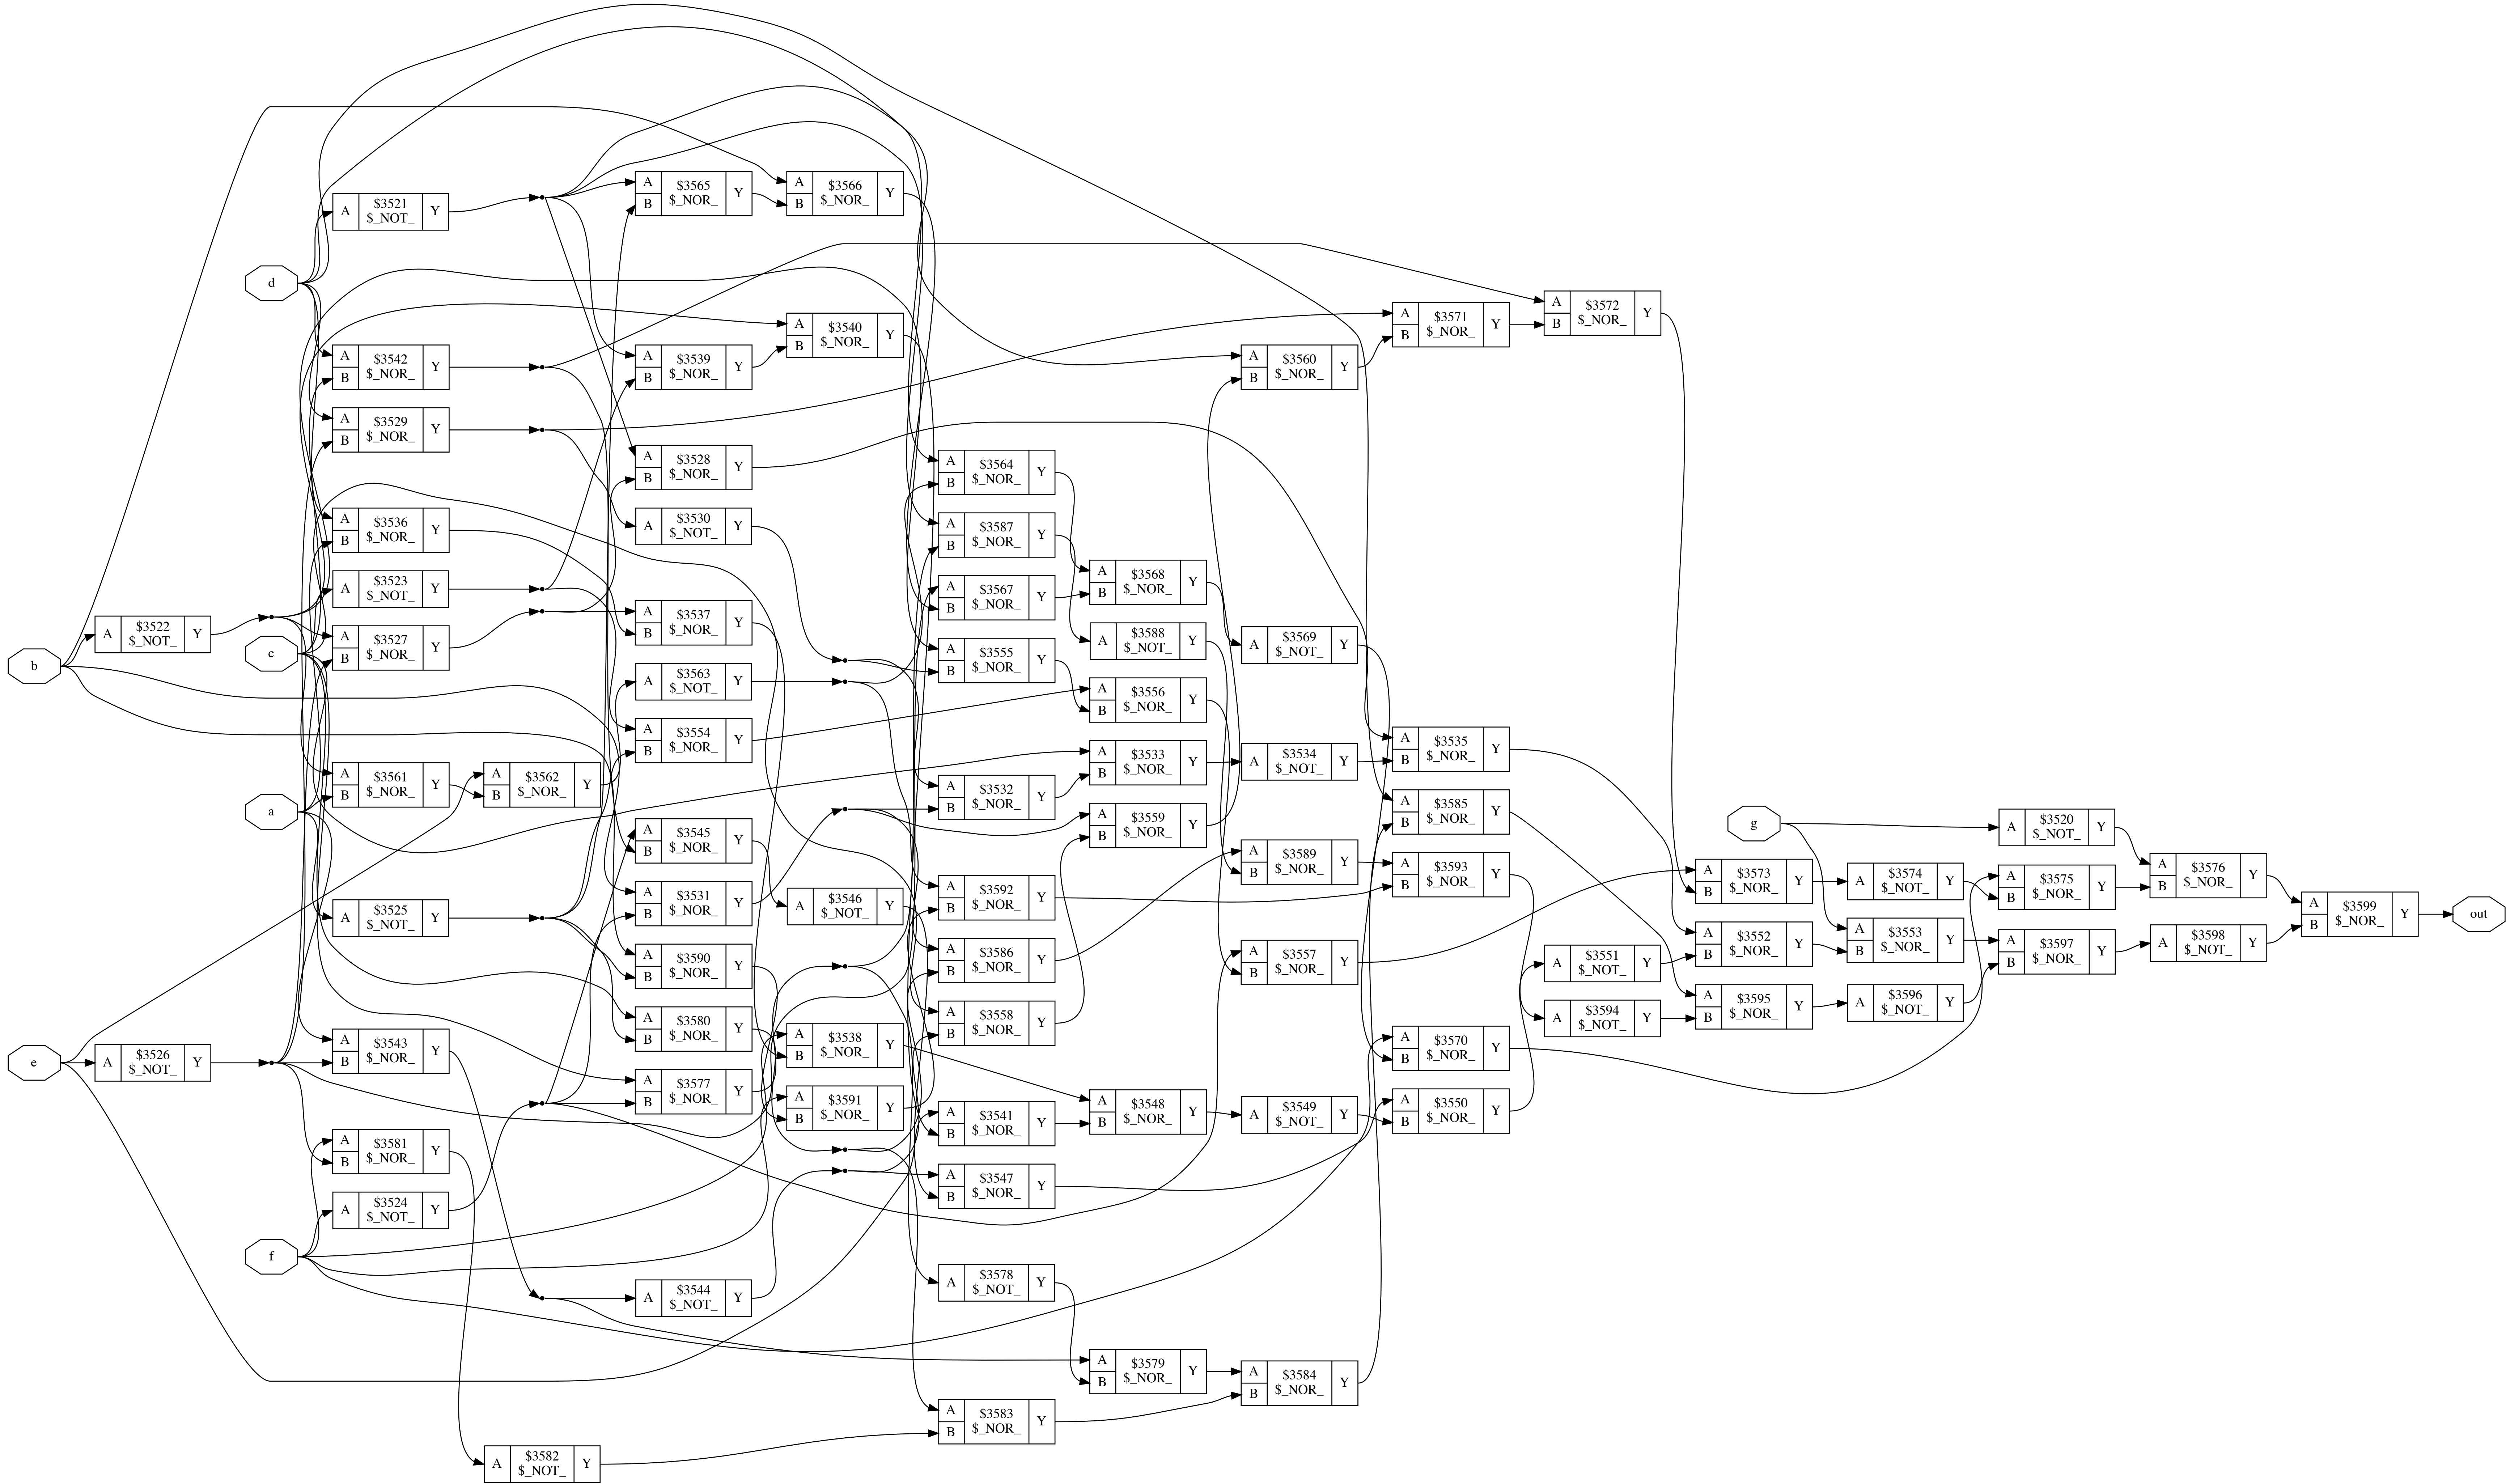 b
e
A $3522 Y
$_NOT_
A $3526 Y
$_NOT_
d
c
a
f
A $3521 Y
$_NOT_
A $3542 Y
B $_NOR_
A $3529 Y
B $_NOR_
A $3536 Y
B $_NOR_
A $3523 Y
$_NOT_
A $3527 Y
B $_NOR_
A $3561 Y
B $_NOR_
A $3525 Y
$_NOT_
A $3543 Y
B $_NOR_
A $3581 Y
B $_NOR_
A $3524 Y
$_NOT_
A $3562 Y
B $_NOR_
A $3582 Y
$_NOT_
A $3565 Y
B $_NOR_
A $3539 Y
B $_NOR_
A $3528 Y
B $_NOR_
A $3530 Y
$_NOT_
A $3537 Y
B $_NOR_
A $3563 Y
$_NOT_
A $3554 Y
B $_NOR_
A $3545 Y
B $_NOR_
A $3531 Y
B $_NOR_
A $3590 Y
B $_NOR_
A $3580 Y
B $_NOR_
A $3577 Y
B $_NOR_
A $3544 Y
$_NOT_
A $3566 Y
B $_NOR_
A $3540 Y
B $_NOR_
A $3546 Y
$_NOT_
A $3538 Y
B $_NOR_
A $3591 Y
B $_NOR_
A $3564 Y
B $_NOR_
A $3587 Y
B $_NOR_
A $3567 Y
B $_NOR_
A $3555 Y
B $_NOR_
A $3532 Y
B $_NOR_
A $3592 Y
B $_NOR_
A $3586 Y
B $_NOR_
A $3558 Y
B $_NOR_
A $3541 Y
B $_NOR_
A $3547 Y
B $_NOR_
A $3578 Y
$_NOT_
A $3583 Y
B $_NOR_
A $3568 Y
B $_NOR_
A $3588 Y
$_NOT_
A $3556 Y
B $_NOR_
A $3533 Y
B $_NOR_
A $3559 Y
B $_NOR_
A $3548 Y
B $_NOR_
A $3579 Y
B $_NOR_
A $3560 Y
B $_NOR_
A $3569 Y
$_NOT_
A $3534 Y
$_NOT_
A $3589 Y
B $_NOR_
A $3557 Y
B $_NOR_
A $3549 Y
$_NOT_
A $3584 Y
B $_NOR_
A $3571 Y
B $_NOR_
A $3535 Y
B $_NOR_
A $3585 Y
B $_NOR_
A $3593 Y
B $_NOR_
A $3570 Y
B $_NOR_
A $3550 Y
B $_NOR_
A $3572 Y
B $_NOR_
A $3551 Y
$_NOT_
A $3594 Y
$_NOT_
g
A $3573 Y
B $_NOR_
A $3552 Y
B $_NOR_
A $3595 Y
B $_NOR_
A $3574 Y
$_NOT_
A $3553 Y
B $_NOR_
A $3596 Y
$_NOT_
A $3520 Y
$_NOT_
A $3575 Y
B $_NOR_
A $3597 Y
B $_NOR_
A $3576 Y
B $_NOR_
A $3598 Y
$_NOT_
A $3599 Y
B $_NOR_
out